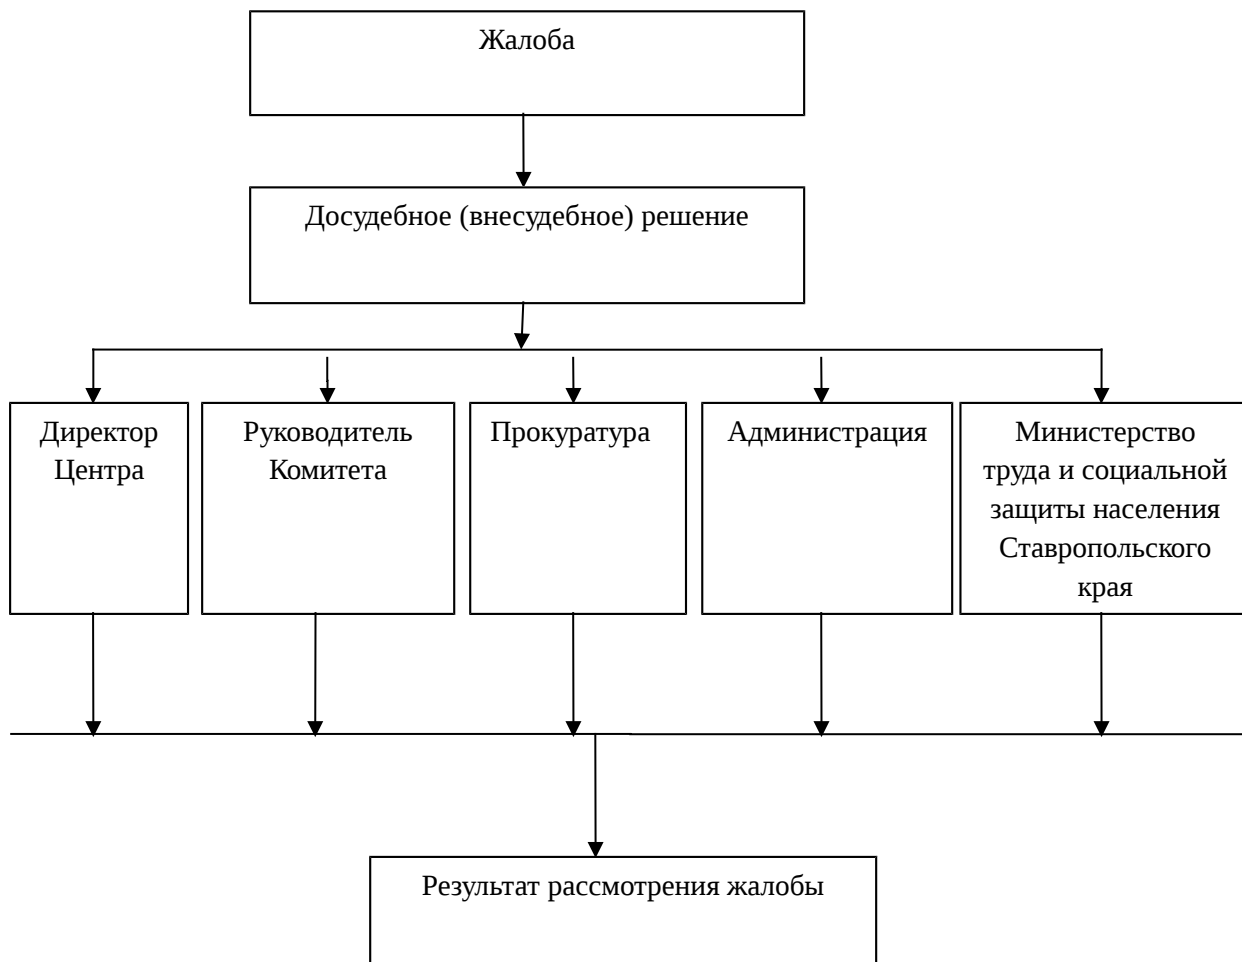 Жалоба
Досудебное (внесудебное) решение
Директор
Центра
Руководитель
Комитета
Прокуратура
Администрация
Министерство
труда и социальной
защиты населения
Ставропольского
края
Результат рассмотрения жалобы